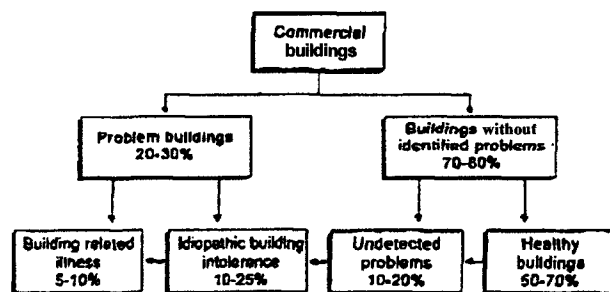 Commercial
buildings
Problem buildings
20-30%
Buildings without
identified problems
70-80%
Building related
illness
5-10%
Idiopathic building
intolerence
10-25%
Undetected
problems
10-20%
Healthy
buildings
50-70%